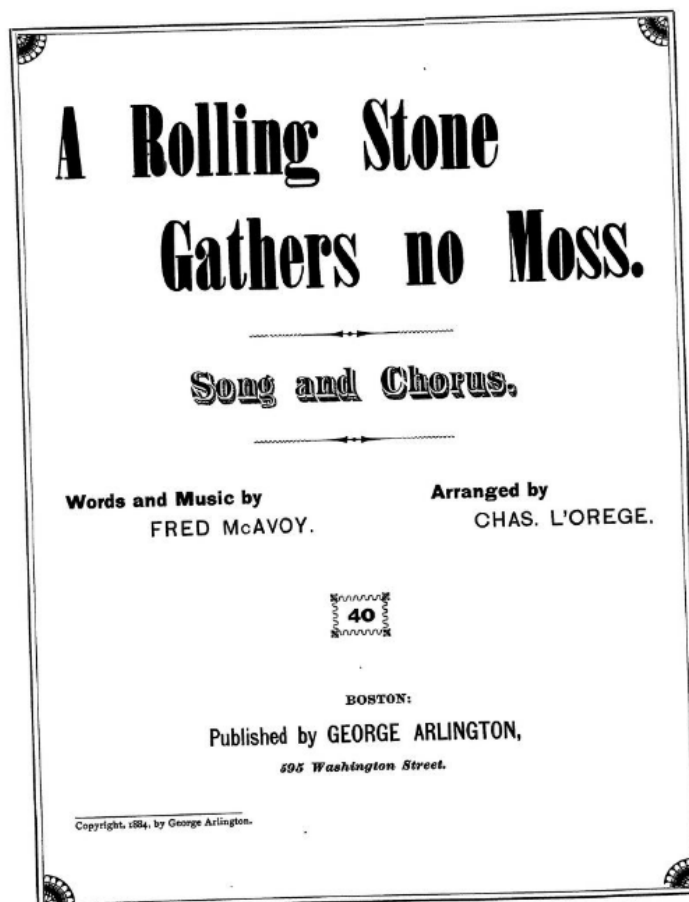 A Rolling Stone
Gathers no Moss.
Song and Chorus.
Words and Music by
FRED McAVOY.
Arranged by
CHAS. L'OREGE.
40
BOSTON:
Published by GEORGE ARLINGTON,
595 Washington Street.
Copyright, 1884, by George Arlington.